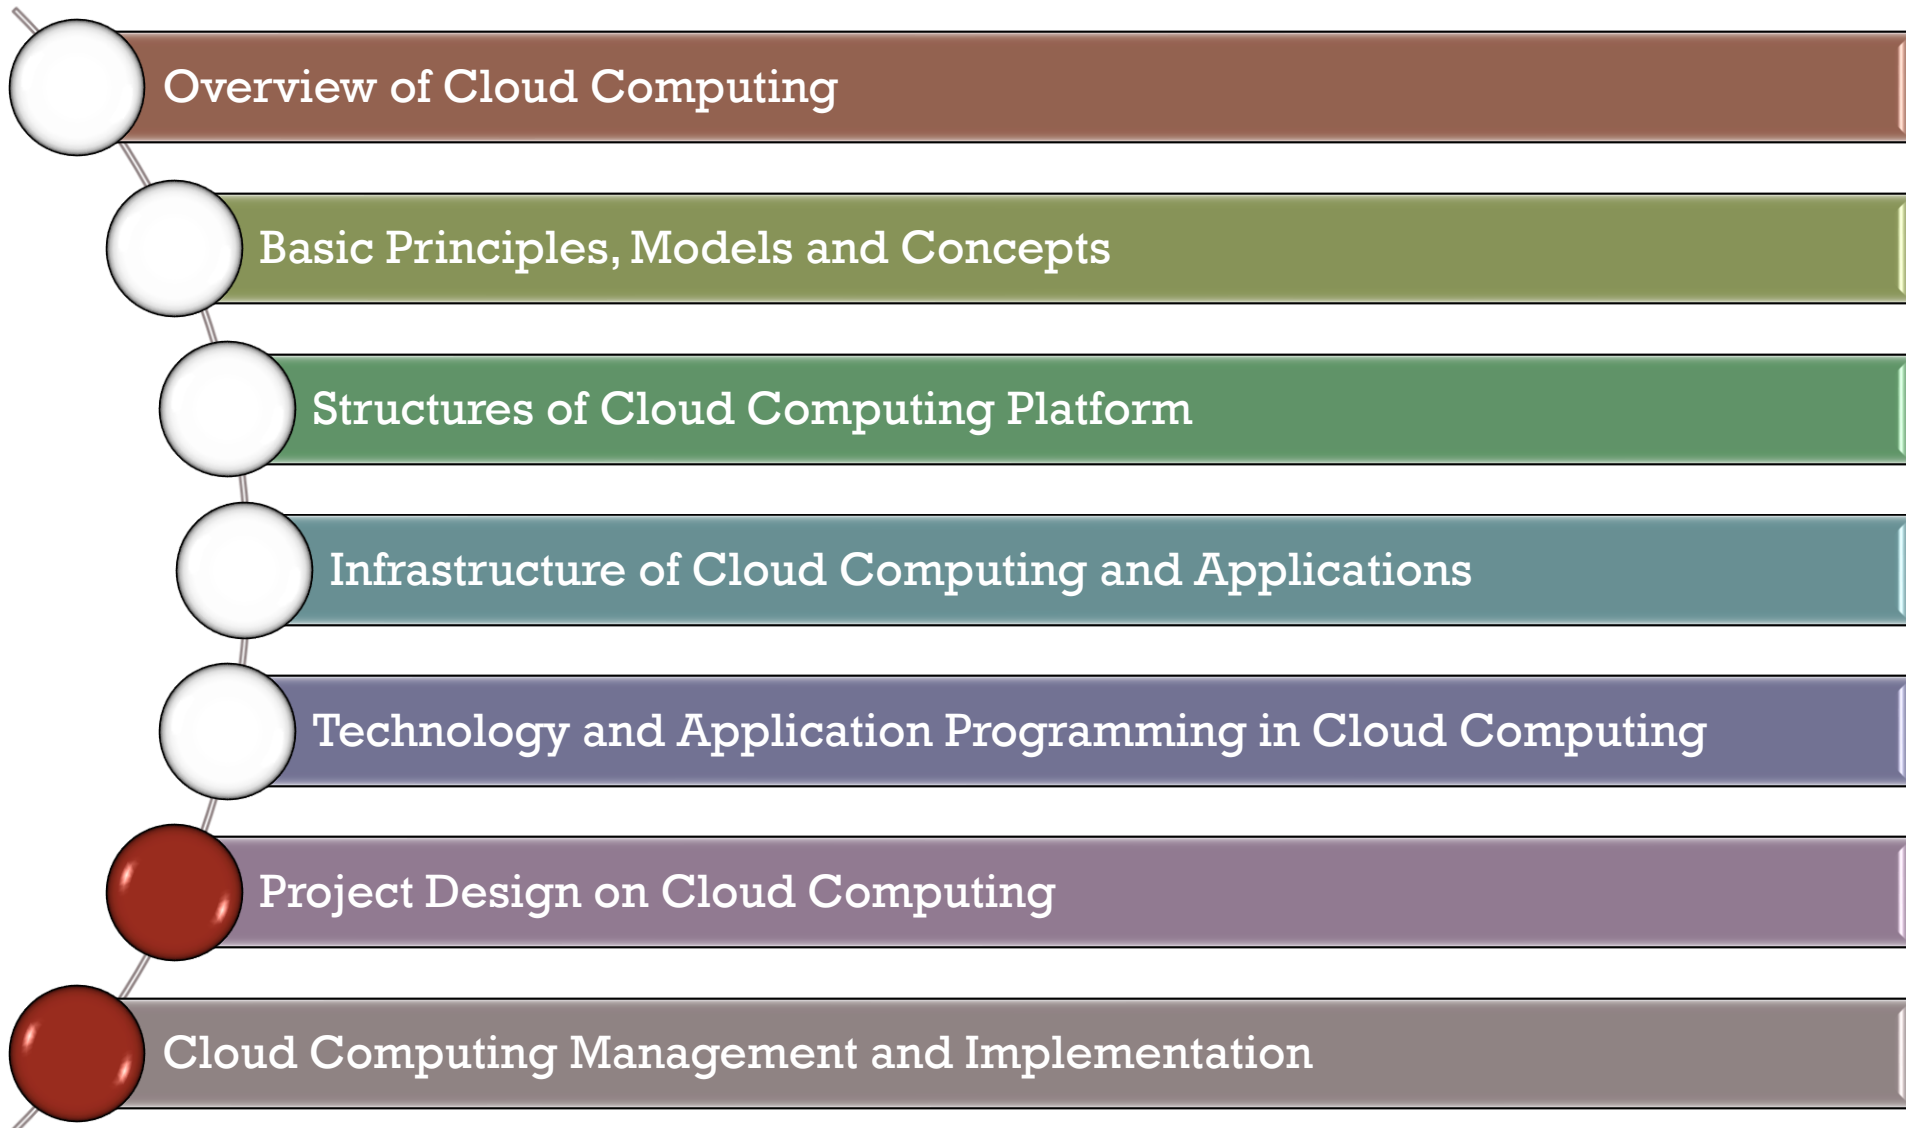 Overview of Cloud Computing
Basic Principles, Models and Concepts
Structures of Cloud Computing Platform
Infrastructure of Cloud Computing and Applications
Technology and Application Programming in Cloud Computing
Project Design on Cloud Computing
Cloud Computing Management and Implementation